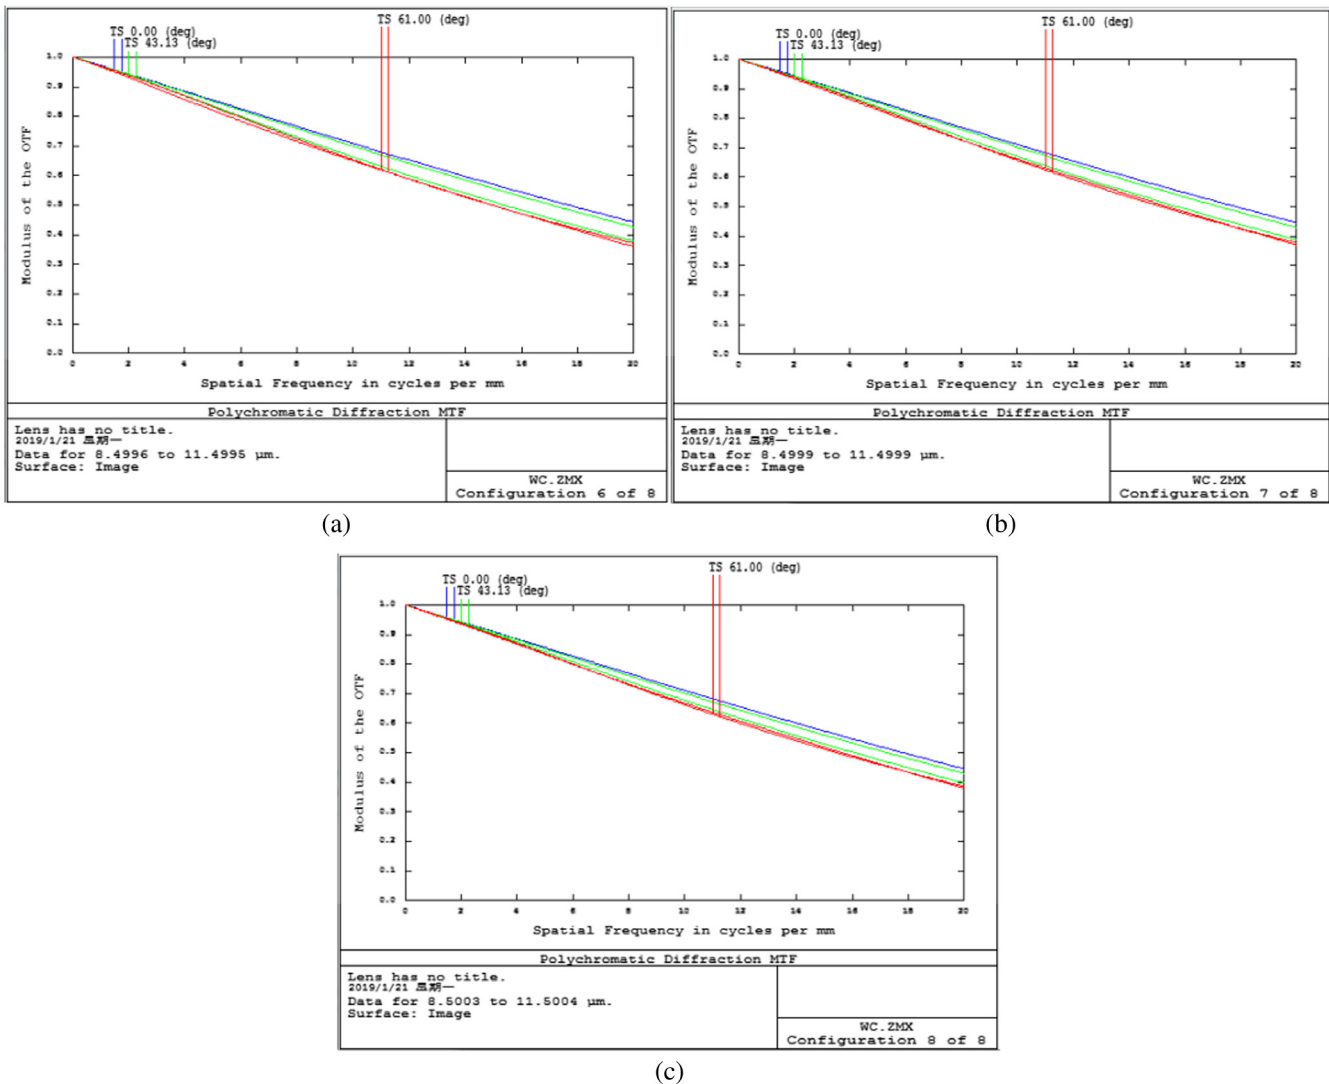 TS 61.00 (deg)
TS 0.00 (deg)
TS 43.13 (deg)
1.0
0.9
0.8
0.7
0.6
0.5
0.4
0.3
0.2
0.1
0.0
Modulus of the OTF
0 2 4 6 8 10 12 14 16 18 20
Spatial Frequency in cycles per mm
Polychromatic Diffraction MTF
Lens has no title.
2019/1/21 星期一
Data for 8.4996 to 11.4995 µm.
Surface: Image
WC.ZMX
Configuration 6 of 8
(a)
TS 61.00 (deg)
TS 0.00 (deg)
TS 43.13 (deg)
1.0
0.9
0.8
0.7
0.6
0.5
0.4
0.3
0.2
0.1
0.0
Modulus of the OTF
0 2 4 6 8 10 12 14 16 18 20
Spatial Frequency in cycles per mm
Polychromatic Diffraction MTF
Lens has no title.
2019/1/21 星期一
Data for 8.4999 to 11.4999 µm.
Surface: Image
WC.ZMX
Configuration 7 of 8
(b)
TS 61.00 (deg)
TS 0.00 (deg)
TS 43.13 (deg)
1.0
0.9
0.8
0.7
0.6
0.5
0.4
0.3
0.2
0.1
0.0
Modulus of the OTF
0 2 4 6 8 10 12 14 16 18 20
Spatial Frequency in cycles per mm
Polychromatic Diffraction MTF
Lens has no title.
2019/1/21 星期一
Data for 8.5003 to 11.5004 µm.
Surface: Image
WC.ZMX
Configuration 8 of 8
(c)